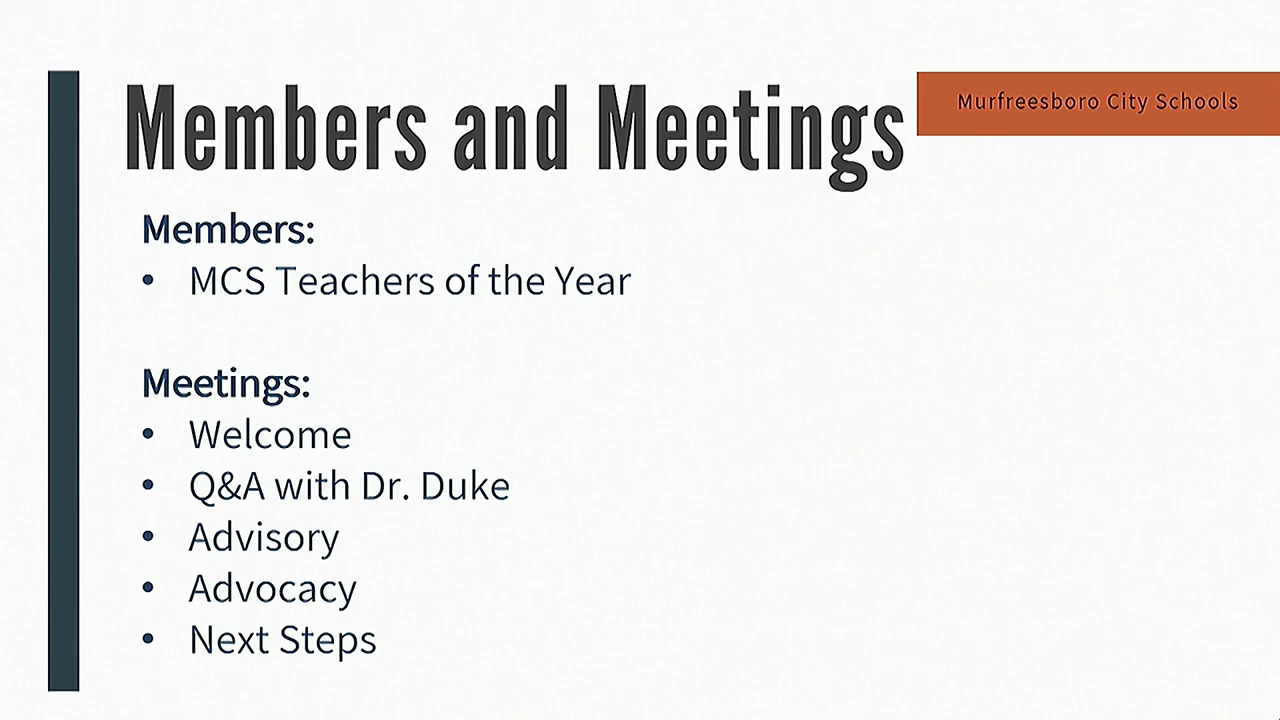 Members and Meetings
Murfreesboro City Schools
Members:
• MCS Teachers of the Year
Meetings:
• Welcome
• Q&A with Dr. Duke
• Advisory
• Advocacy
• Next Steps